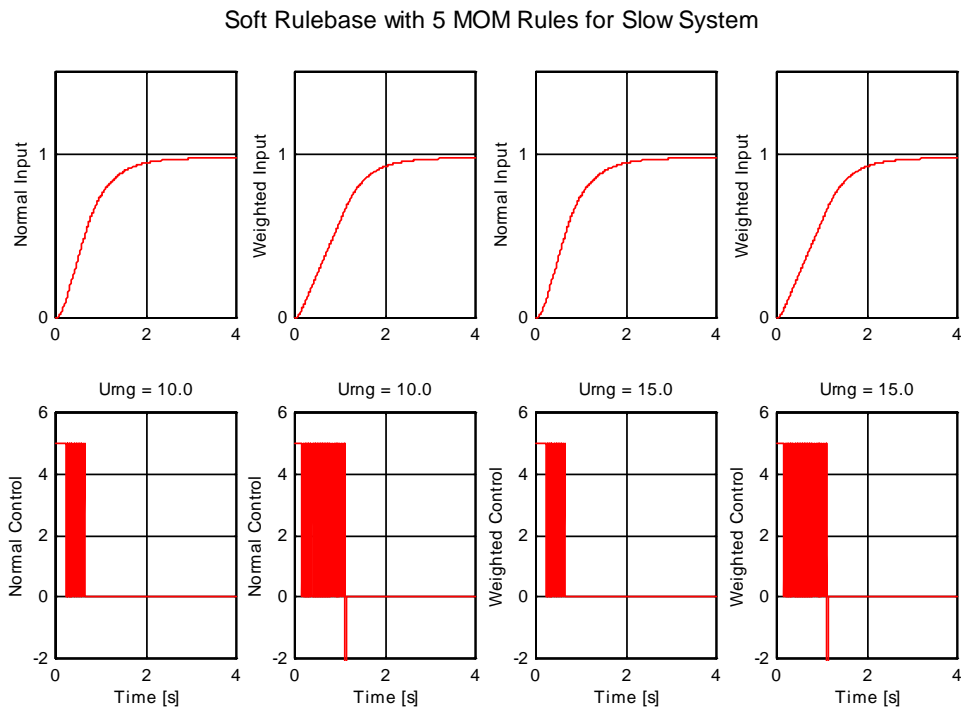 Soft Rulebase with 5 MOM Rules for Slow System
Normal Input
1
0
0 2 4
Weighted Input
1
0
0 2 4
Normal Input
1
0
0 2 4
Weighted Input
1
0
0 2 4
Urng = 10.0
Normal Control
6
4
2
0
-2
0 2 4
Time [s]
Urng = 10.0
Normal Control
6
4
2
0
-2
0 2 4
Time [s]
Urng = 15.0
Weighted Control
6
4
2
0
-2
0 2 4
Time [s]
Urng = 15.0
Weighted Control
6
4
2
0
-2
0 2 4
Time [s]